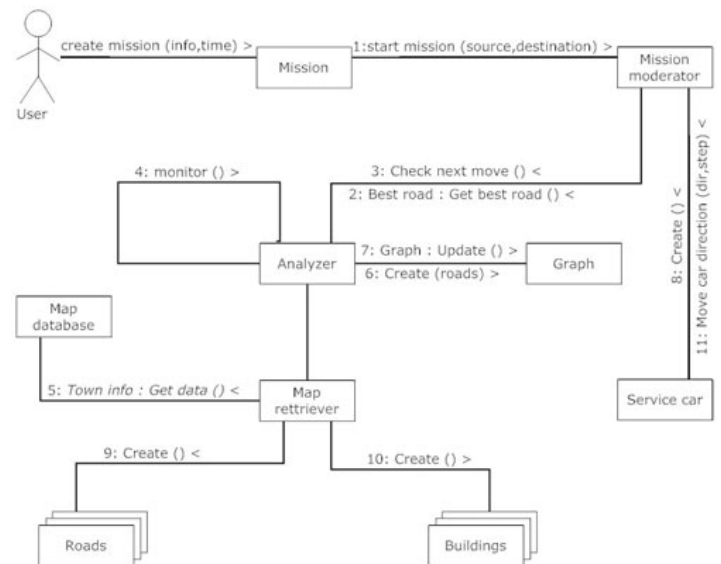 create mission (info,time) >
1:start mission (source,destination) >
Mission
Mission
moderator
User
4: monitor () >
3: Check next move () <
2: Best road : Get best road () <
8: Create () <
11: Move car direction (dir,step) <
Analyzer
7: Graph : Update () >
6: Create (roads) >
Graph
Map
database
5: Town info : Get data () <
Map
rettriever
Service car
9: Create () <
10: Create () >
Roads
Buildings